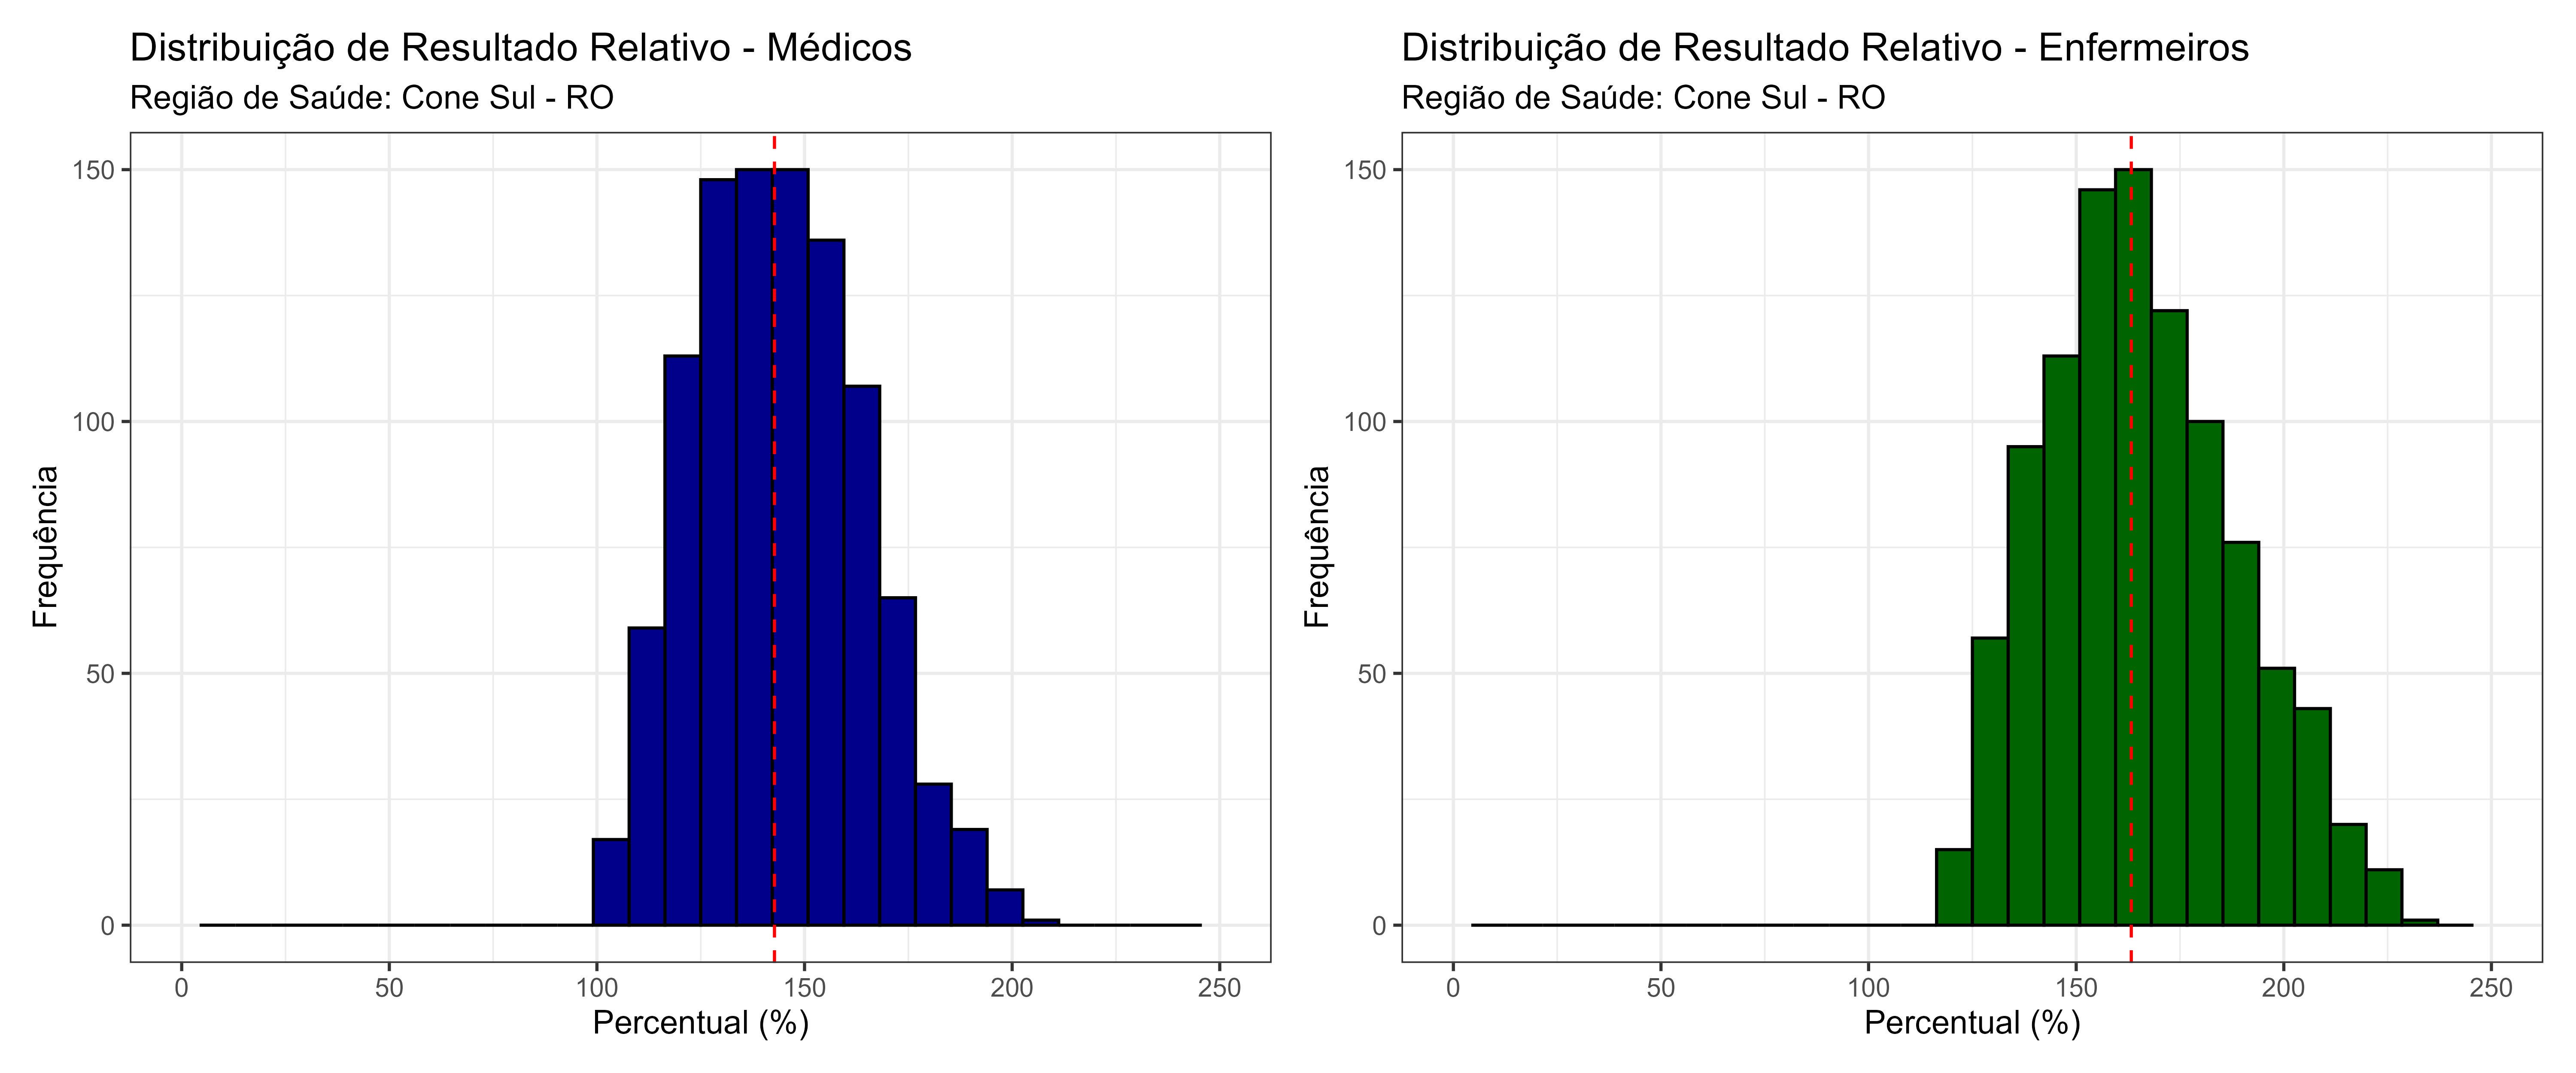 Distribuição de Resultado Relativo - Médicos
Região de Saúde: Cone Sul - RO
Frequência
150
100
50
0
0 50 100 150 200 250
Percentual (%)
Distribuição de Resultado Relativo - Enfermeiros
Região de Saúde: Cone Sul - RO
Frequência
150
100
50
0
0 50 100 150 200 250
Percentual (%)